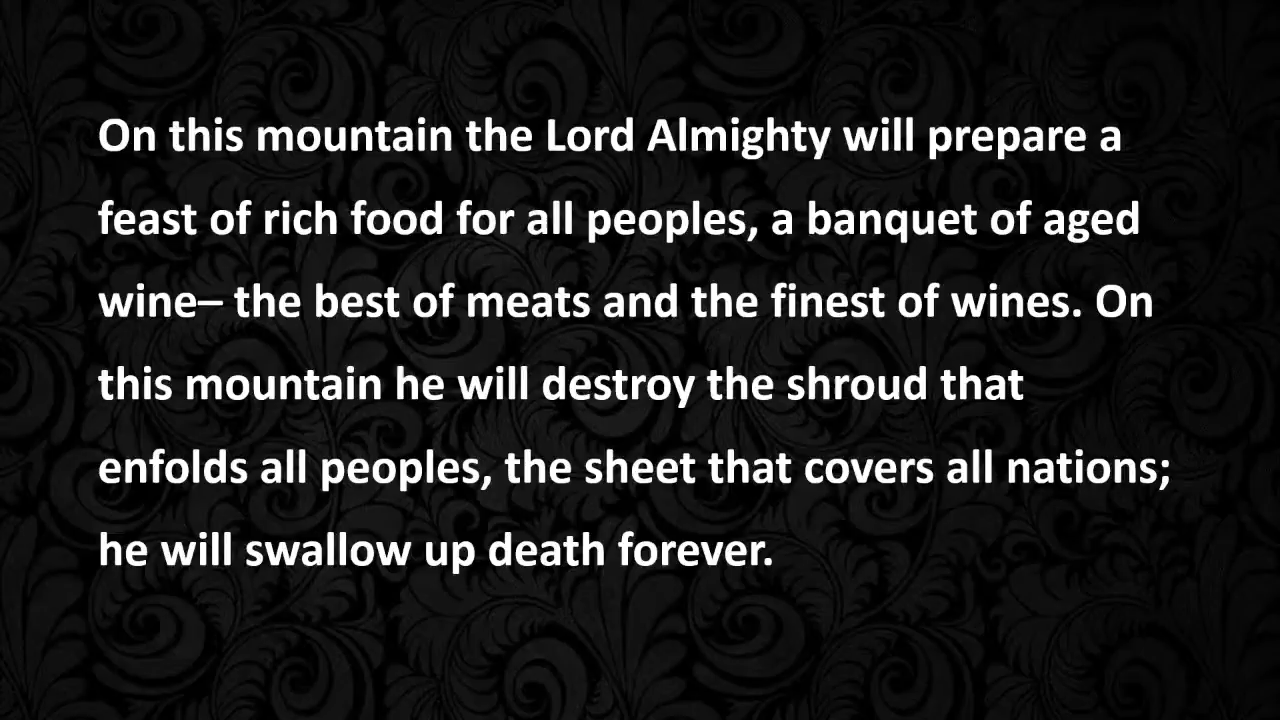 On this mountain the Lord Almighty will prepare a
feast of rich food for all peoples, a banquet of aged
wine– the best of meats and the finest of wines. On
this mountain he will destroy the shroud that
enfolds all peoples, the sheet that covers all nations;
he will swallow up death forever.